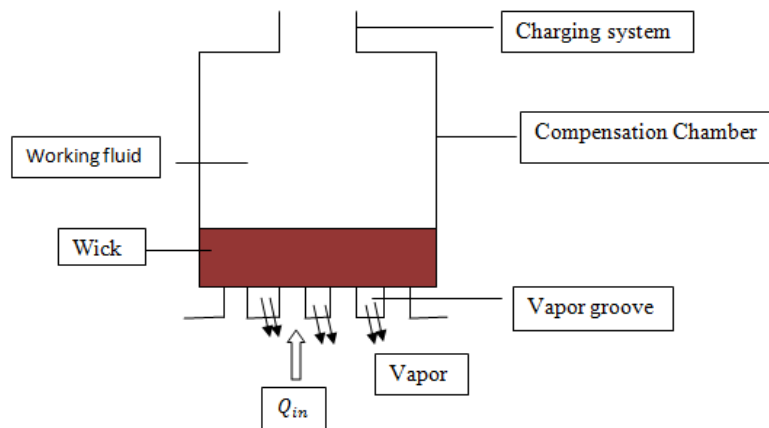 Charging system
Compensation Chamber
Working fluid
Wick
Vapor groove
Vapor
Q_in